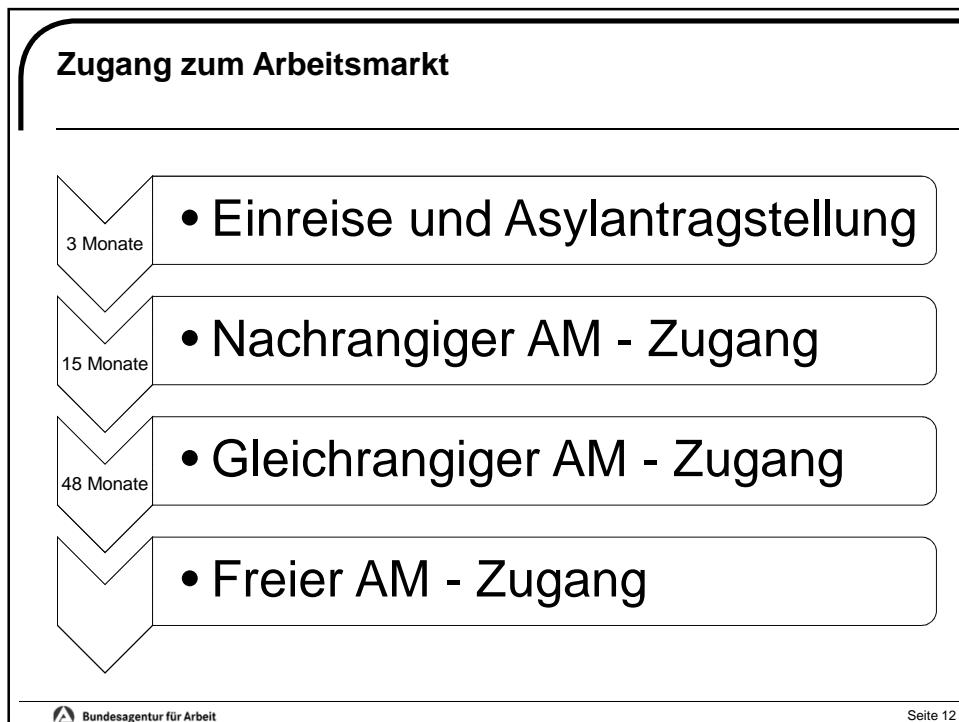 Zugang zum Arbeitsmarkt
3 Monate
• Einreise und Asylantragstellung
15 Monate
• Nachrangiger AM - Zugang
48 Monate
• Gleichrangiger AM - Zugang
• Freier AM - Zugang
Bundesagentur für Arbeit
Seite 12